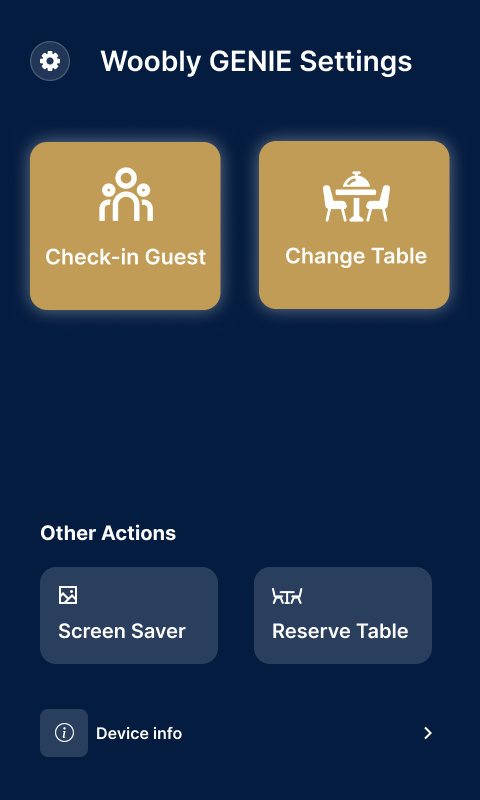 Woobly GENIE Settings
Check-in Guest
Change Table
Other Actions
Screen Saver
Reserve Table
Device info